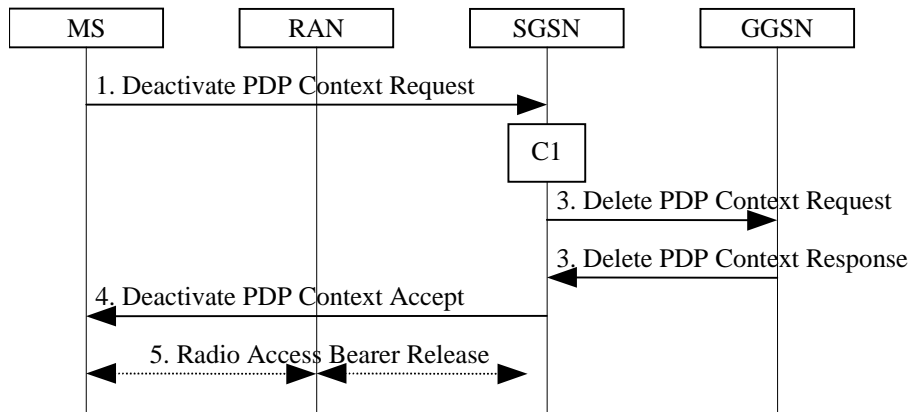 MS RAN SGSN GGSN
1. Deactivate PDP Context Request
C1
3. Delete PDP Context Request
3. Delete PDP Context Response
4. Deactivate PDP Context Accept
5. Radio Access Bearer Release